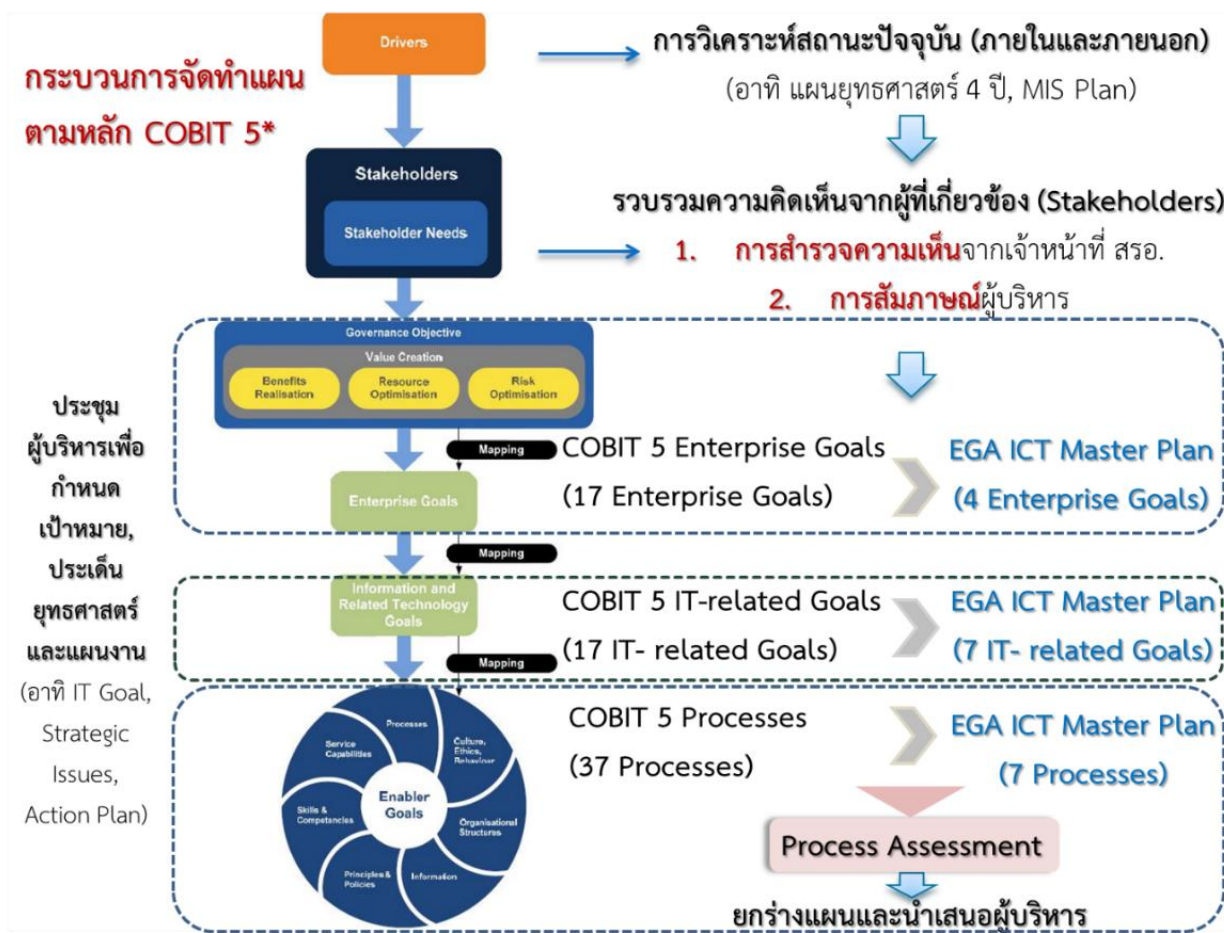 กระบวนการจัดทำแผน
ตามหลัก COBIT 5*
Drivers
การวิเคราะห์สถานะปัจจุบัน (ภายในและภายนอก)
(อาทิ แผนยุทธศาสตร์ 4 ปี, MIS Plan)
Stakeholders
Stakeholder Needs
รวบรวมความคิดเห็นจากผู้ที่เกี่ยวข้อง (Stakeholders)
1. การสำรวจความเห็นจากเจ้าหน้าที่ สรอ.
2. การสัมภาษณ์ผู้บริหาร
ประชุม
ผู้บริหารเพื่อ
กำหนด
เป้าหมาย,
ประเด็น
ยุทธศาสตร์
และแผนงาน
(อาทิ IT Goal,
Strategic
Issues,
Action Plan)
Governance Objective
Value Creation
Benefits
Realisation
Resource
Optimisation
Risk
Optimisation
Mapping
Enterprise Goals
COBIT 5 Enterprise Goals
(17 Enterprise Goals)
EGA ICT Master Plan
(4 Enterprise Goals)
Mapping
Information and
Related Technology
Goals
COBIT 5 IT-related Goals
(17 IT- related Goals)
EGA ICT Master Plan
(7 IT- related Goals)
Mapping
Processes
Culture,
Ethics,
Behaviour
Organisational
Structures
Information
Principles &
Policies
Skills &
Competencies
Service
Capabilities
Enabler
Goals
COBIT 5 Processes
(37 Processes)
EGA ICT Master Plan
(7 Processes)
Process Assessment
ยกร่างแผนและนำเสนอผู้บริหาร